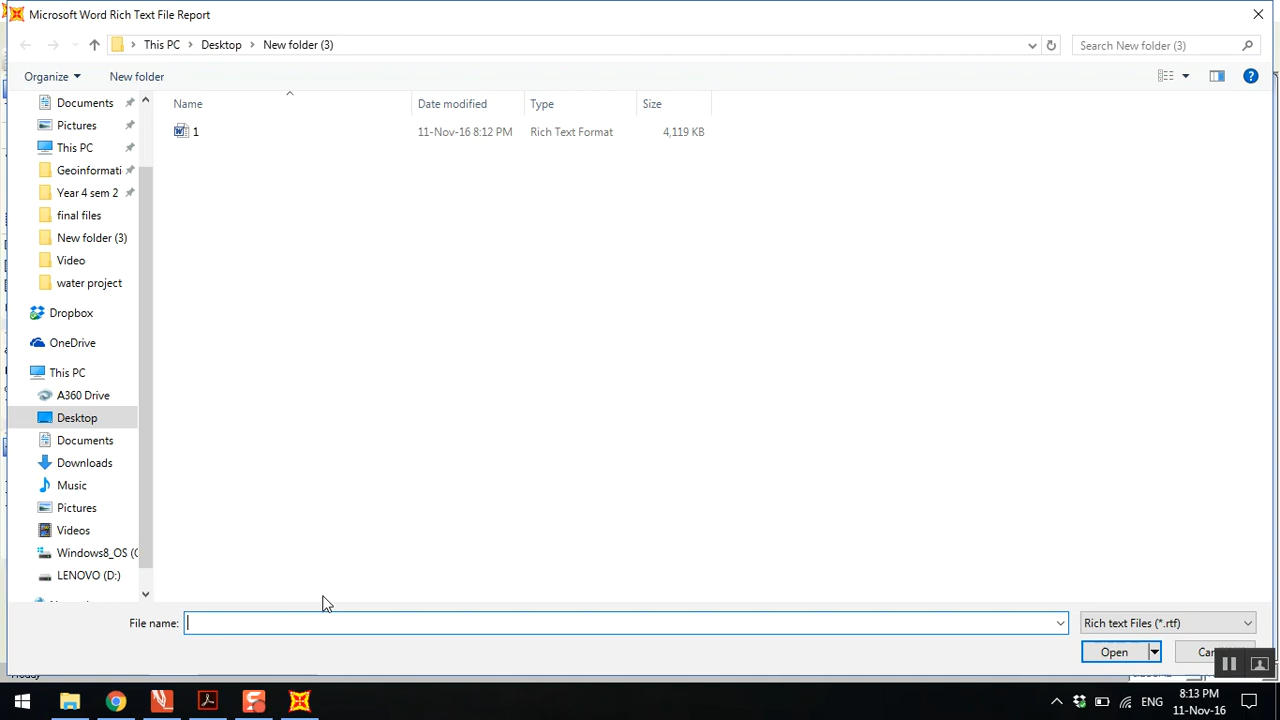 Microsoft Word Rich Text File Report
This PC Desktop New folder (3)
Search New folder (3)
Organize New folder
Name Date modified Type Size
1 11-Nov-16 8:12 PM Rich Text Format 4,119 KB
Documents
Pictures
This PC
Geoinformati
Year 4 sem 2
final files
New folder (3)
Video
water project
Dropbox
OneDrive
This PC
A360 Drive
Desktop
Documents
Downloads
Music
Pictures
Videos
Windows8_OS (C
LENOVO (D:)
File name: Rich text Files (*.rtf)
Open Can
ENG 8:13 PM
11-Nov-16